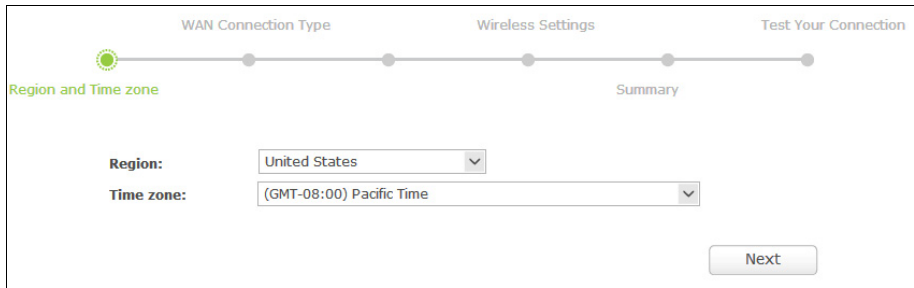 WAN Connection Type Wireless Settings Test Your Connection
Region and Time zone Summary
Region: United States
Time zone: (GMT-08:00) Pacific Time
Next